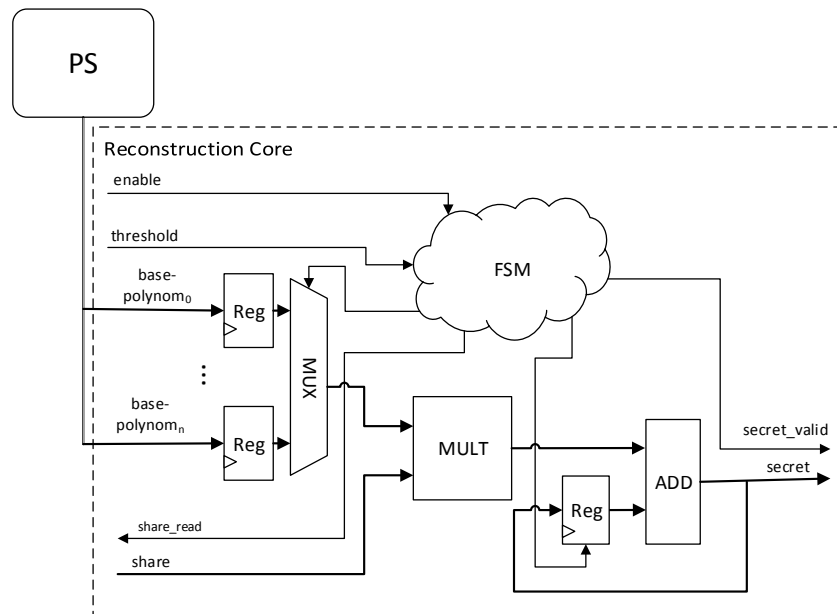 PS
Reconstruction Core
enable
threshold
FSM
base-
polynom₀
Reg
MUX
...
base-
polynomₙ
Reg
MULT
secret_valid
secret
ADD
Reg
share_read
share